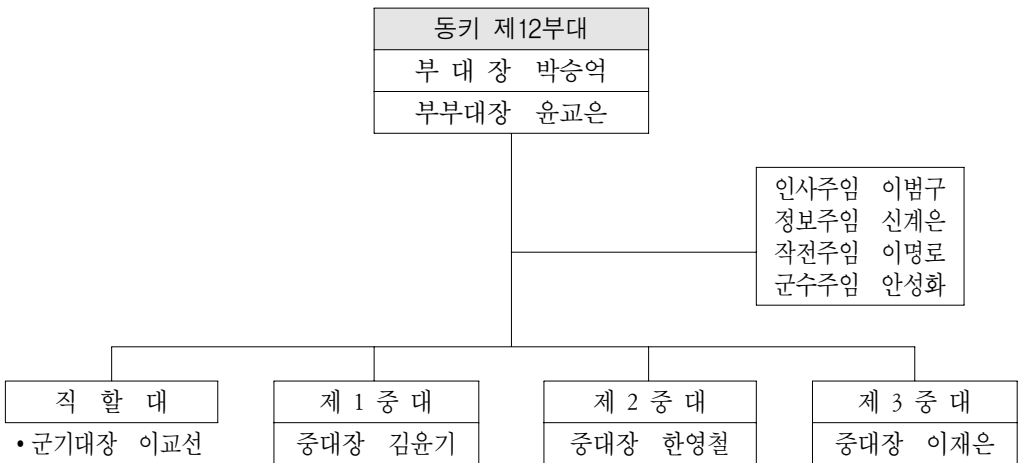 동키 제12부대
부 대 장 박승억
부부대장 윤교은
인사주임 이범구
정보주임 신계은
작전주임 이명로
군수주임 안성화
직 할 대
•군기대장 이교선
제 1 중 대
중대장 김윤기
제 2 중 대
중대장 한영철
제 3 중 대
중대장 이재은